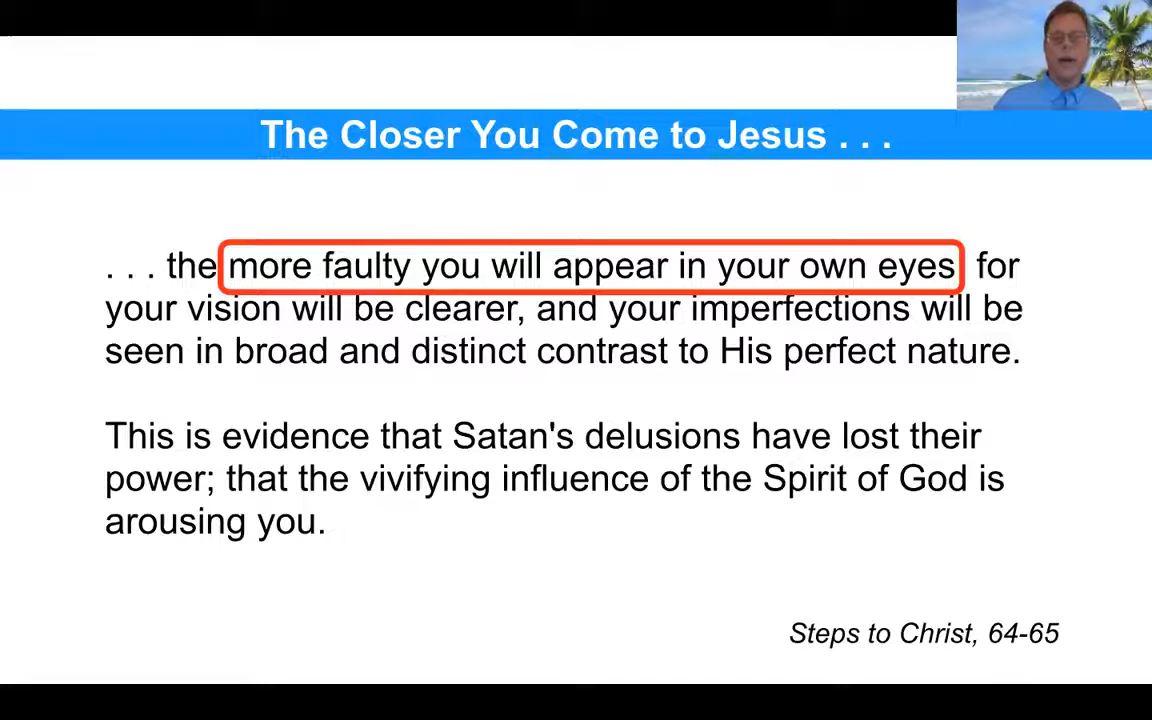 The Closer You Come to Jesus . . .
. . . the more faulty you will appear in your own eyes for
your vision will be clearer, and your imperfections will be
seen in broad and distinct contrast to His perfect nature.
This is evidence that Satan's delusions have lost their
power; that the vivifying influence of the Spirit of God is
arousing you.
Steps to Christ, 64-65